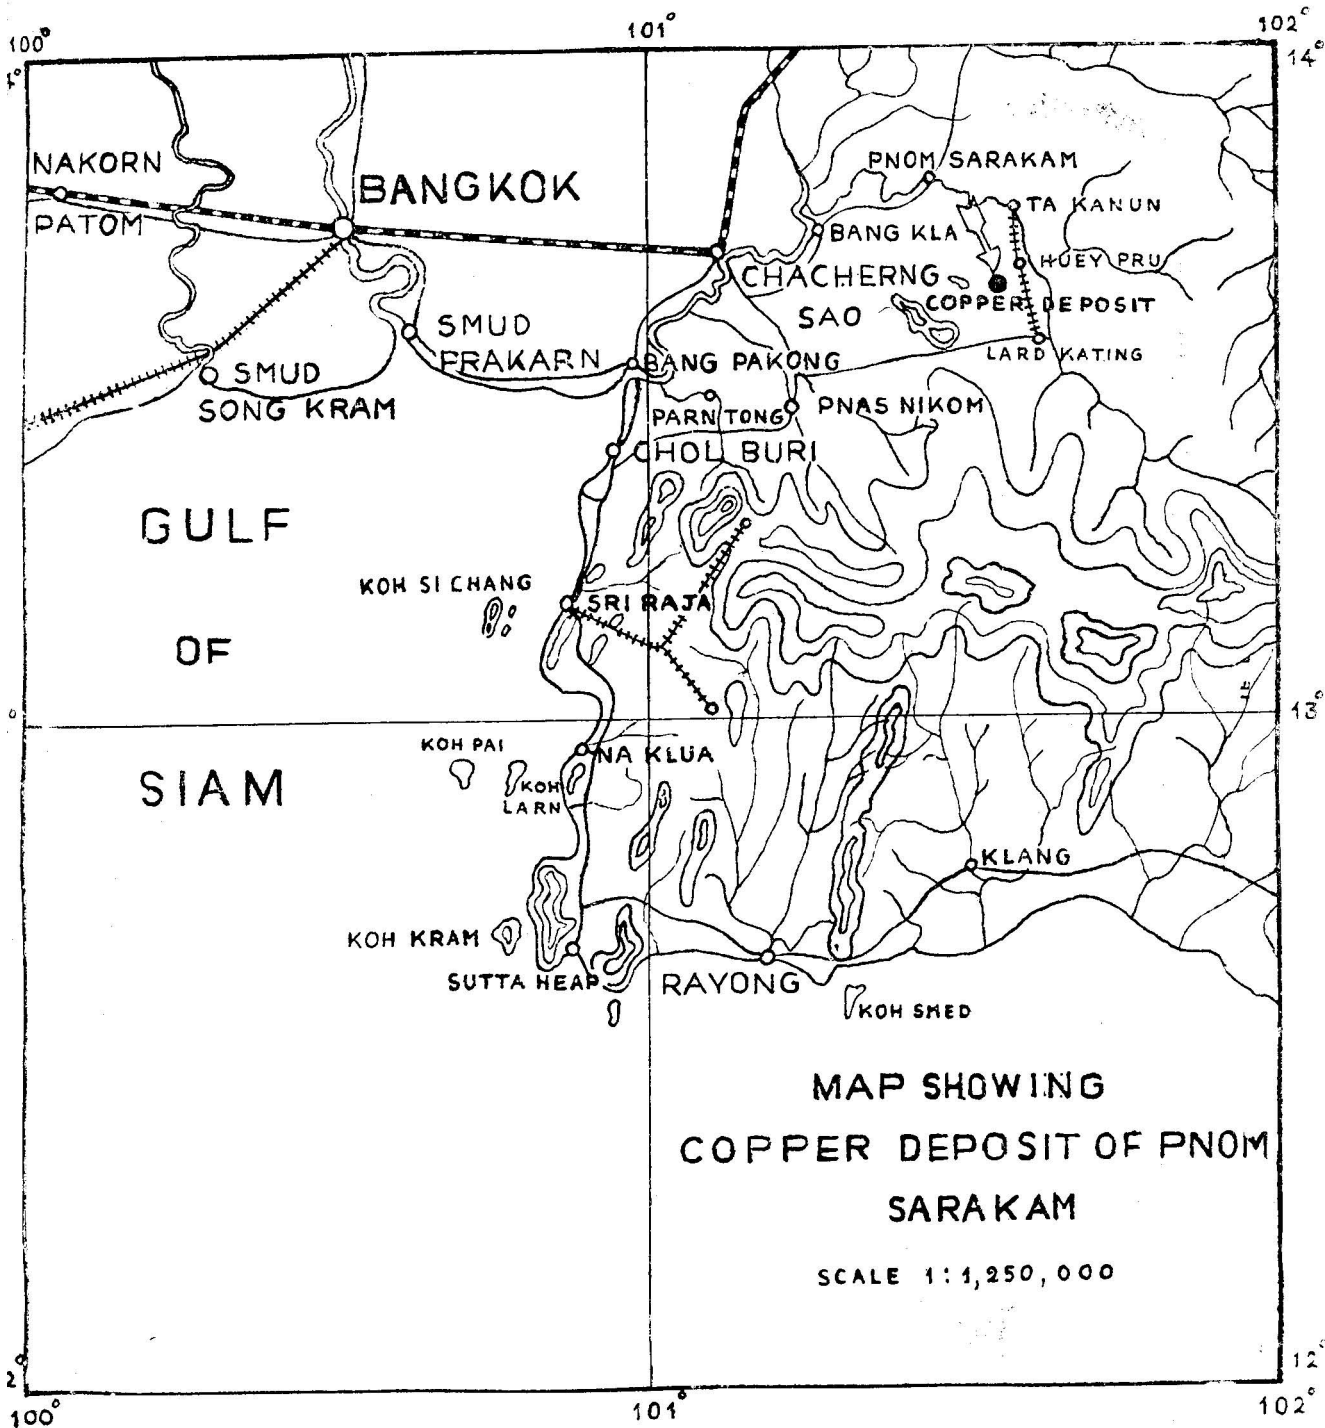 100°
101°
102°
4°
14°
NAKORN
PATOM
BANGKOK
PNOM SARAKAM
TA KANUN
BANG KLA
HUEY PRU
CHACHERNG
SAO
COPPER DEPOSIT
SMUD
PRAKARN
LARD KATING
BANG PAKONG
SMUD
SONG KRAM
PARN TONG
PNAS NIKOM
CHOL BURI
GULF
OF
SIAM
KOH SI CHANG
SRI RAJA
°
13°
KOH PAI
NA KLUA
KOH
LARN
KLANG
KOH KRAM
SUTTA HEAP
RAYONG
KOH SMED
MAP SHOWING
COPPER DEPOSIT OF PNOM
SARAKAM
SCALE 1:1,250,000
2°
12°
100°
101°
102°